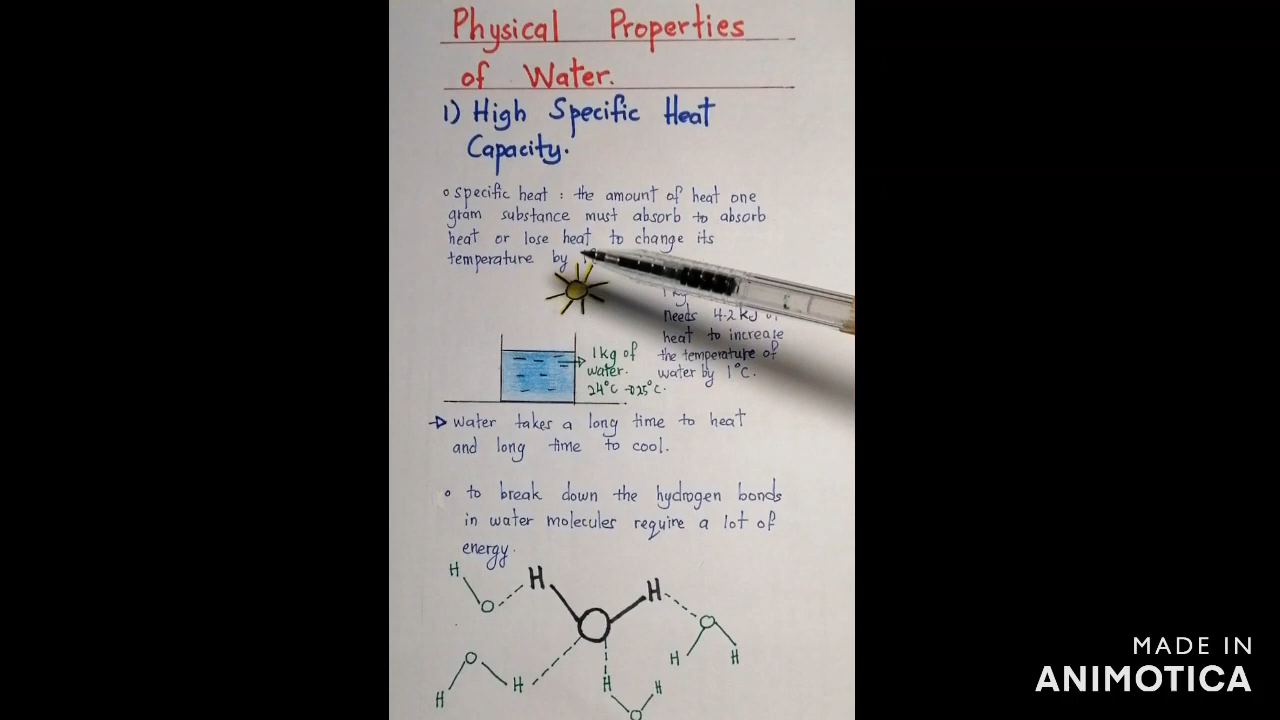 Physical Properties
of Water.
1) High Specific Heat
Capacity.
o specific heat : the amount of heat one
gram substance must absorb to absorb
heat or lose heat to change its
temperature by
needs 4.2 kJ
heat to increase
the temperature of
water by 1°C.
1kg of
water.
24°C → 25°C.
→ water takes a long time to heat
and long time to cool.
o to break down the hydrogen bonds
in water molecules require a lot of
energy.
H H H
O O O
H H
O H H H
H O
MADE IN
ANIMOTICA